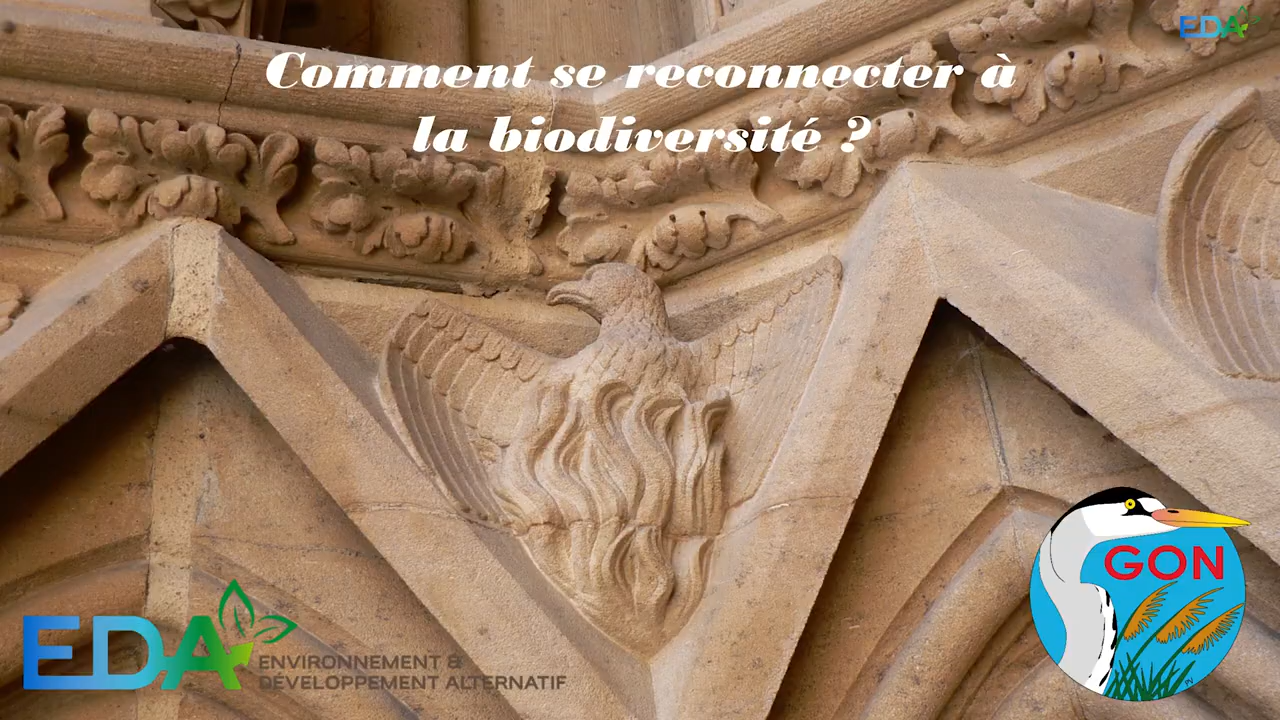 EDA
Comment se reconnecter à
la biodiversité ?
GON
EDA
ENVIRONNEMENT &
DÉVELOPPEMENT ALTERNATIF